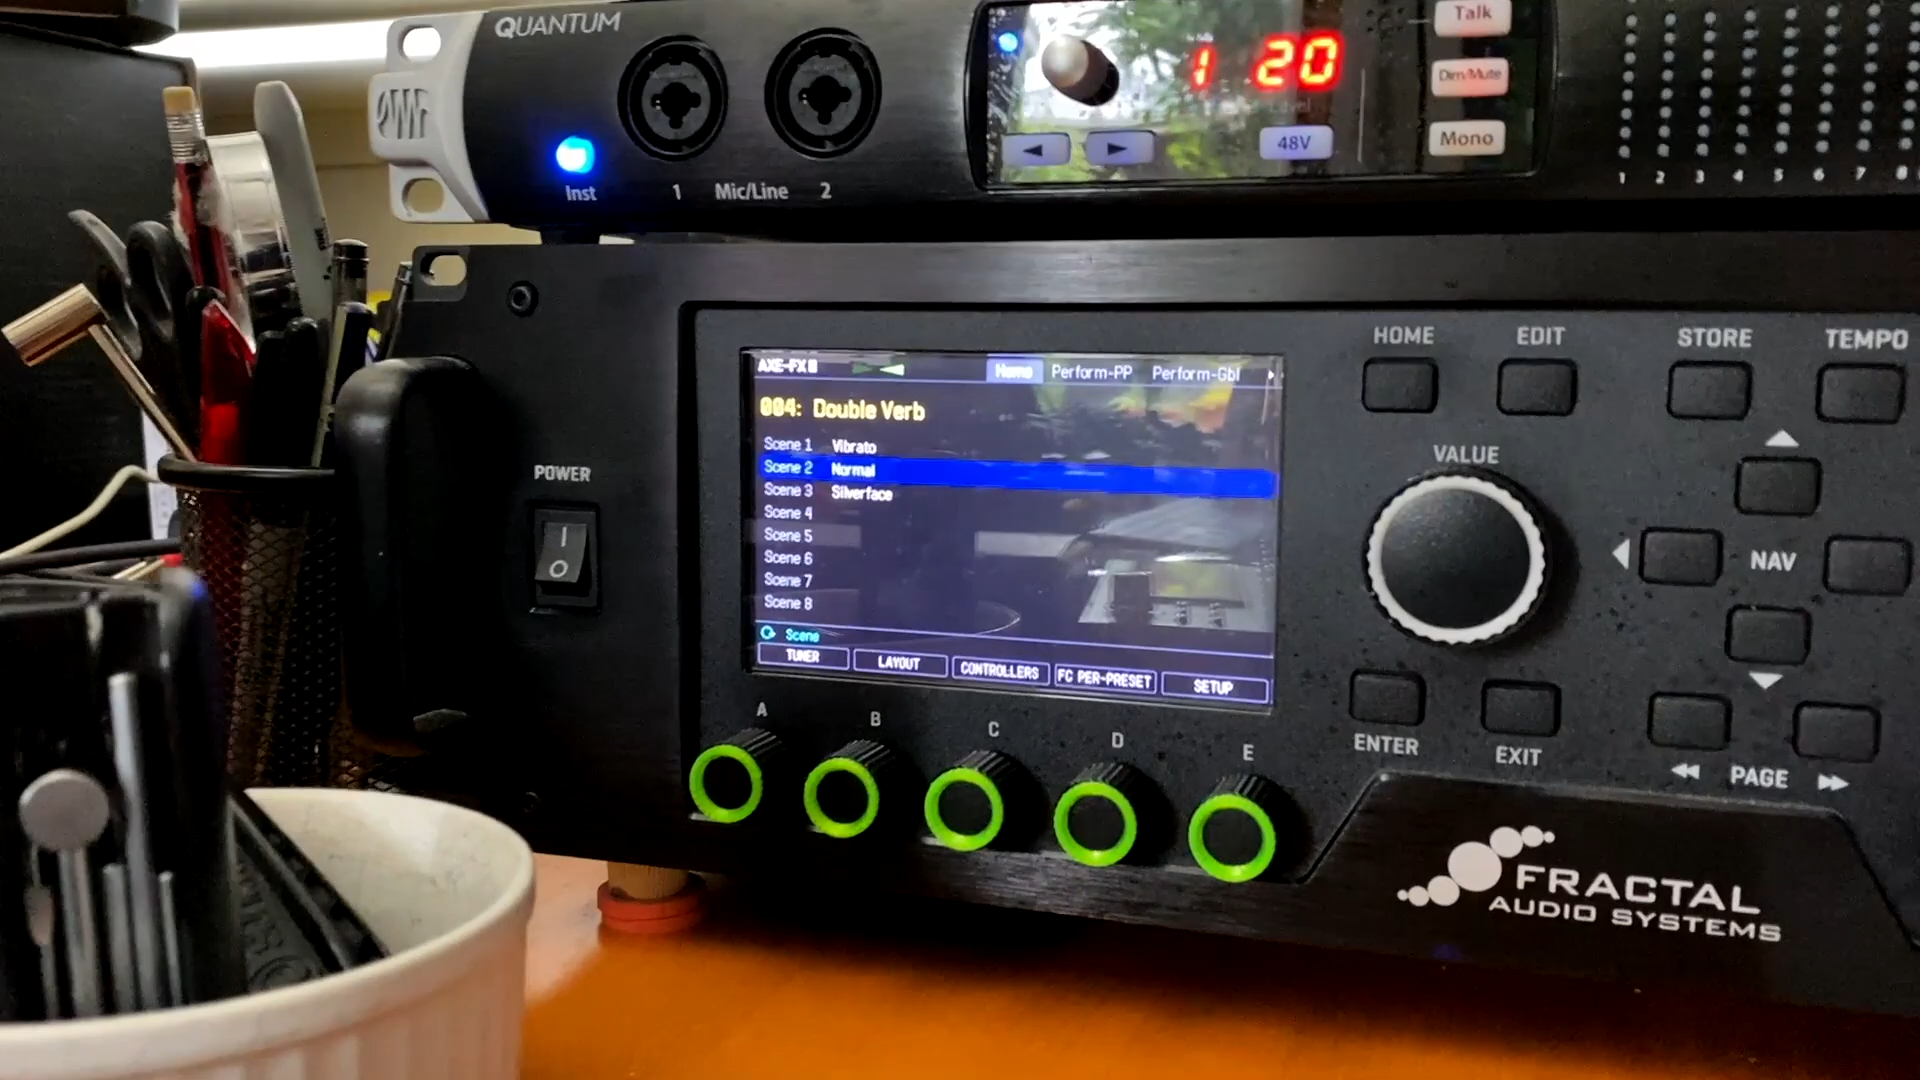 QUANTUM
1 20
Talk
Dim/Mute
48V
Mono
Inst
1 Mic/Line 2
1 2 3 4 5 6 7 8
HOME EDIT STORE TEMPO
AXE-FX III
Home Perform-PP Perform-Gbl
004: Double Verb
Scene 1 Vibrato
Scene 2 Normal
Scene 3 Silverface
Scene 4
Scene 5
Scene 6
Scene 7
Scene 8
Scene
TUNER LAYOUT CONTROLLERS FC PER-PRESET SETUP
POWER
VALUE
NAV
A B C D E
ENTER EXIT
PAGE
FRACTAL
AUDIO SYSTEMS